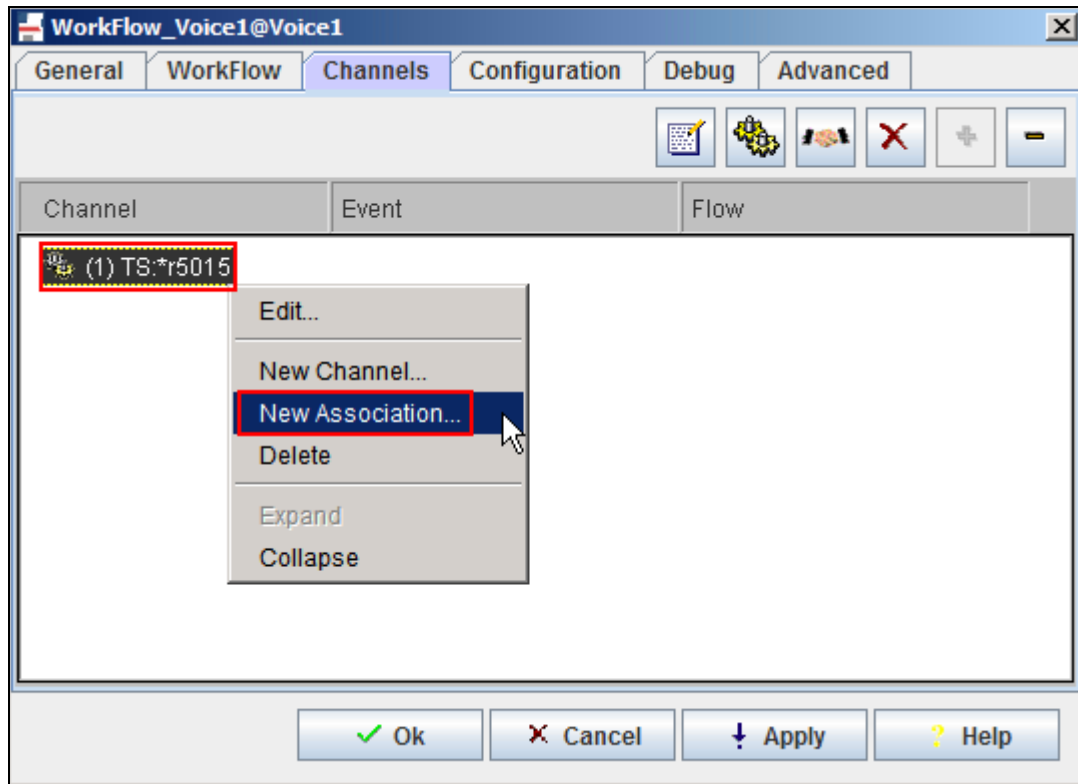 WorkFlow_Voice1@Voice1
General WorkFlow Channels Configuration Debug Advanced
Channel Event Flow
(1) TS:*r5015
Edit...
New Channel...
New Association...
Delete
Expand
Collapse
Ok Cancel Apply ? Help